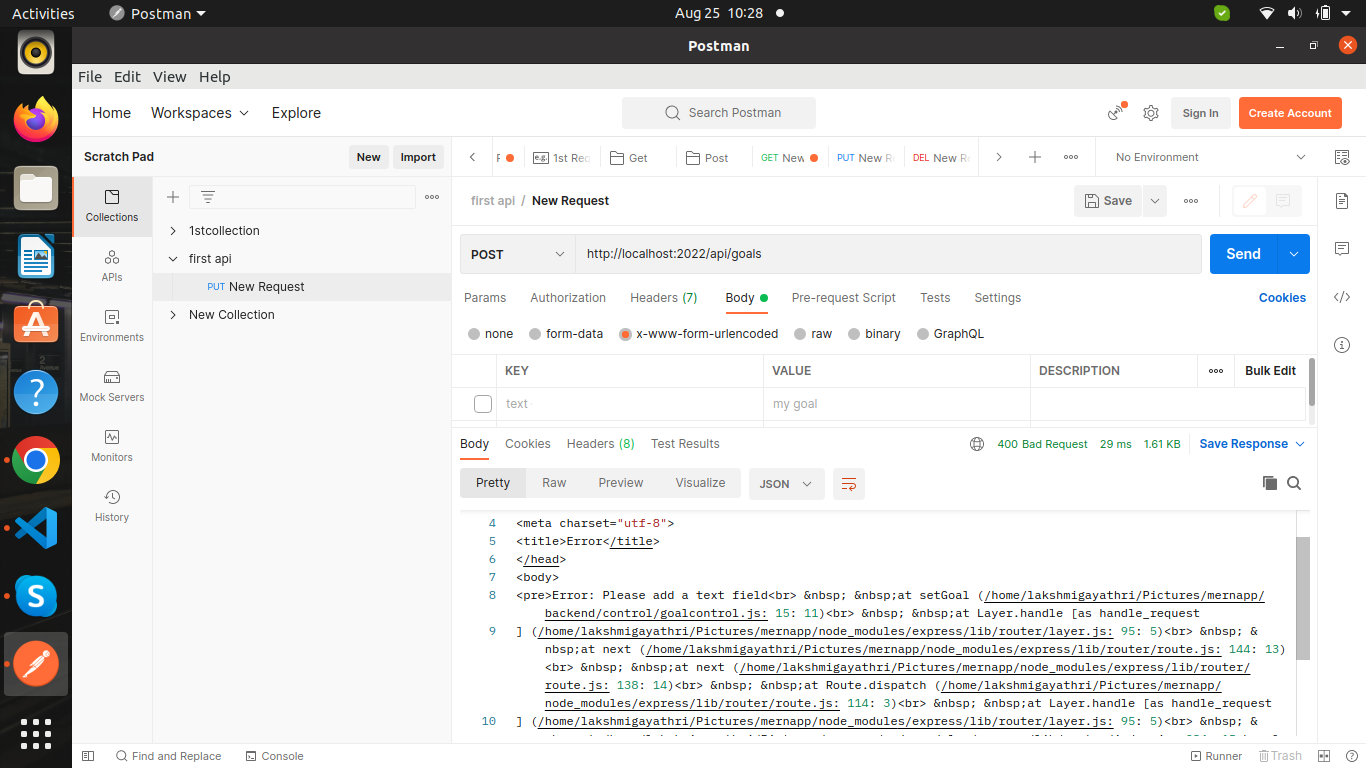 Activities
Postman
Aug 25 10:28
Postman
File Edit View Help
Home Workspaces Explore
Search Postman
Sign In
Create Account
Scratch Pad
New
Import
1st Req
Get
Post
GET New
PUT New R
DEL New R
No Environment
Collections
APIs
Environments
Mock Servers
Monitors
History
1stcollection
first api
PUT New Request
New Collection
first api / New Request
Save
POST
http://localhost:2022/api/goals
Send
Params Authorization Headers (7) Body Pre-request Script Tests Settings
Cookies
none form-data x-www-form-urlencoded raw binary GraphQL
KEY VALUE DESCRIPTION
Bulk Edit
text my goal
Body Cookies Headers (8) Test Results
400 Bad Request 29 ms 1.61 KB Save Response
Pretty Raw Preview Visualize JSON
4 <meta charset="utf-8">
5 <title>Error</title>
6 </head>
7 <body>
8 <pre>Error: Please add a text field<br> &nbsp; &nbsp;at setGoal (/home/lakshmigayathri/Pictures/mernapp/
backend/control/goalcontrol.js: 15: 11)<br> &nbsp; &nbsp;at Layer.handle [as handle_request
9 ] (/home/lakshmigayathri/Pictures/mernapp/node_modules/express/lib/router/layer.js: 95: 5)<br> &nbsp; &
nbsp;at next (/home/lakshmigayathri/Pictures/mernapp/node_modules/express/lib/router/route.js: 144: 13)
<br> &nbsp; &nbsp;at next (/home/lakshmigayathri/Pictures/mernapp/node_modules/express/lib/router/
route.js: 138: 14)<br> &nbsp; &nbsp;at Route.dispatch (/home/lakshmigayathri/Pictures/mernapp/
node_modules/express/lib/router/route.js: 114: 3)<br> &nbsp; &nbsp;at Layer.handle [as handle_request
10 ] (/home/lakshmigayathri/Pictures/mernapp/node_modules/express/lib/router/layer.js: 95: 5)<br> &nbsp; &
Find and Replace
Console
Runner
Trash